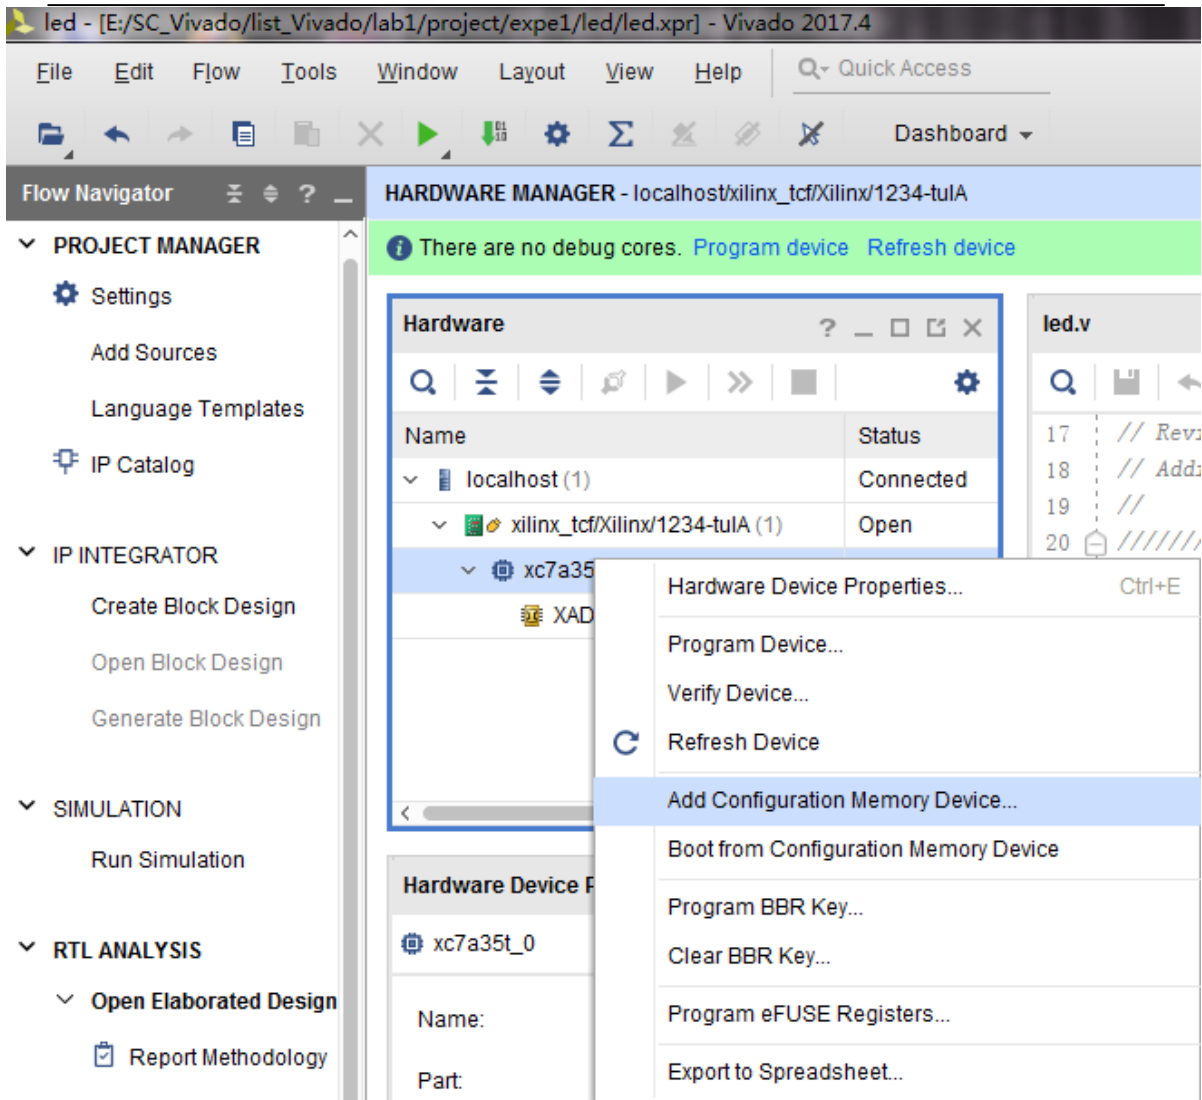 led - [E:/SC_Vivado/list_Vivado/lab1/project/expe1/led/led.xpr] - Vivado 2017.4
File Edit Flow Tools Window Layout View Help Quick Access
Dashboard
Flow Navigator
HARDWARE MANAGER - localhost/xilinx_tcf/Xilinx/1234-tulA
PROJECT MANAGER
There are no debug cores. Program device Refresh device
Settings
Add Sources
Language Templates
IP Catalog
IP INTEGRATOR
Create Block Design
Open Block Design
Generate Block Design
SIMULATION
Run Simulation
RTL ANALYSIS
Open Elaborated Design
Report Methodology
Hardware
Name Status
localhost (1) Connected
xilinx_tcf/Xilinx/1234-tulA (1) Open
xc7a35
XAD
Hardware Device Properties... Ctrl+E
Program Device...
Verify Device...
Refresh Device
Add Configuration Memory Device...
Boot from Configuration Memory Device
Program BBR Key...
Clear BBR Key...
Program eFUSE Registers...
Export to Spreadsheet...
Hardware Device P
xc7a35t_0
Name:
Part:
led.v
17 // Revi
18 // Addi
19 //
20 ///////